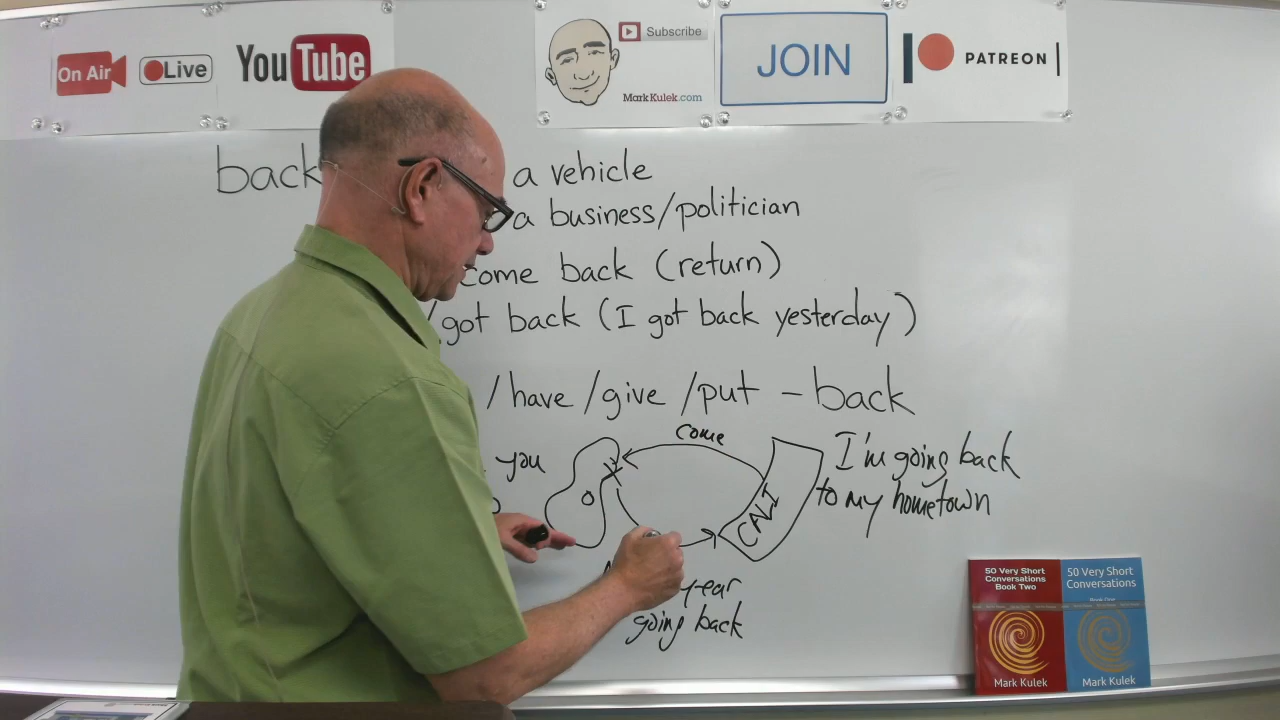 On Air
Live
YouTube
Subscribe
MarkKulek.com
JOIN
PATREON
back a vehicle
a business/politician
come back (return)
/got back (I got back yesterday)
/have /give /put - back
come
you
CALI
I'm going back
to my hometown
year
going back
50 Very Short
Conversations
Book Two
Mark Kulek
50 Very Short
Conversations
Book One
Mark Kulek